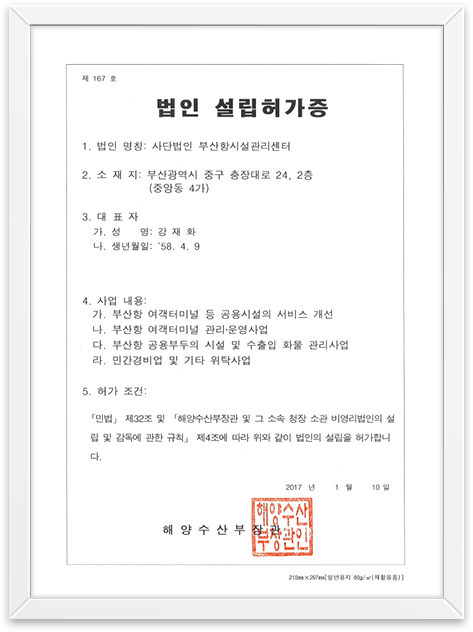 제 167 호
법인 설립허가증
1. 법인 명칭: 사단법인 부산항시설관리센터
2. 소 재 지: 부산광역시 중구 충장대로 24, 2층
(중앙동 4가)
3. 대 표 자
가. 성 명: 강 재 화
나. 생년월일: '58. 4. 9
4. 사업 내용:
가. 부산항 여객터미널 등 공용시설의 서비스 개선
나. 부산항 여객터미널 관리·운영사업
다. 부산항 공용부두의 시설 및 수출입 화물 관리사업
라. 민간경비업 및 기타 위탁사업
5. 허가 조건:
「민법」 제32조 및 「해양수산부장관 및 그 소속 청장 소관 비영리법인의 설
립 및 감독에 관한 규칙」 제4조에 따라 위와 같이 법인의 설립을 허가합니
다.
2017 년 1 월 10 일
해 양 수 산 부 장 관
해양수산
부장관인
210㎜×297㎜[일반용지 60g/㎡(재활용품)]